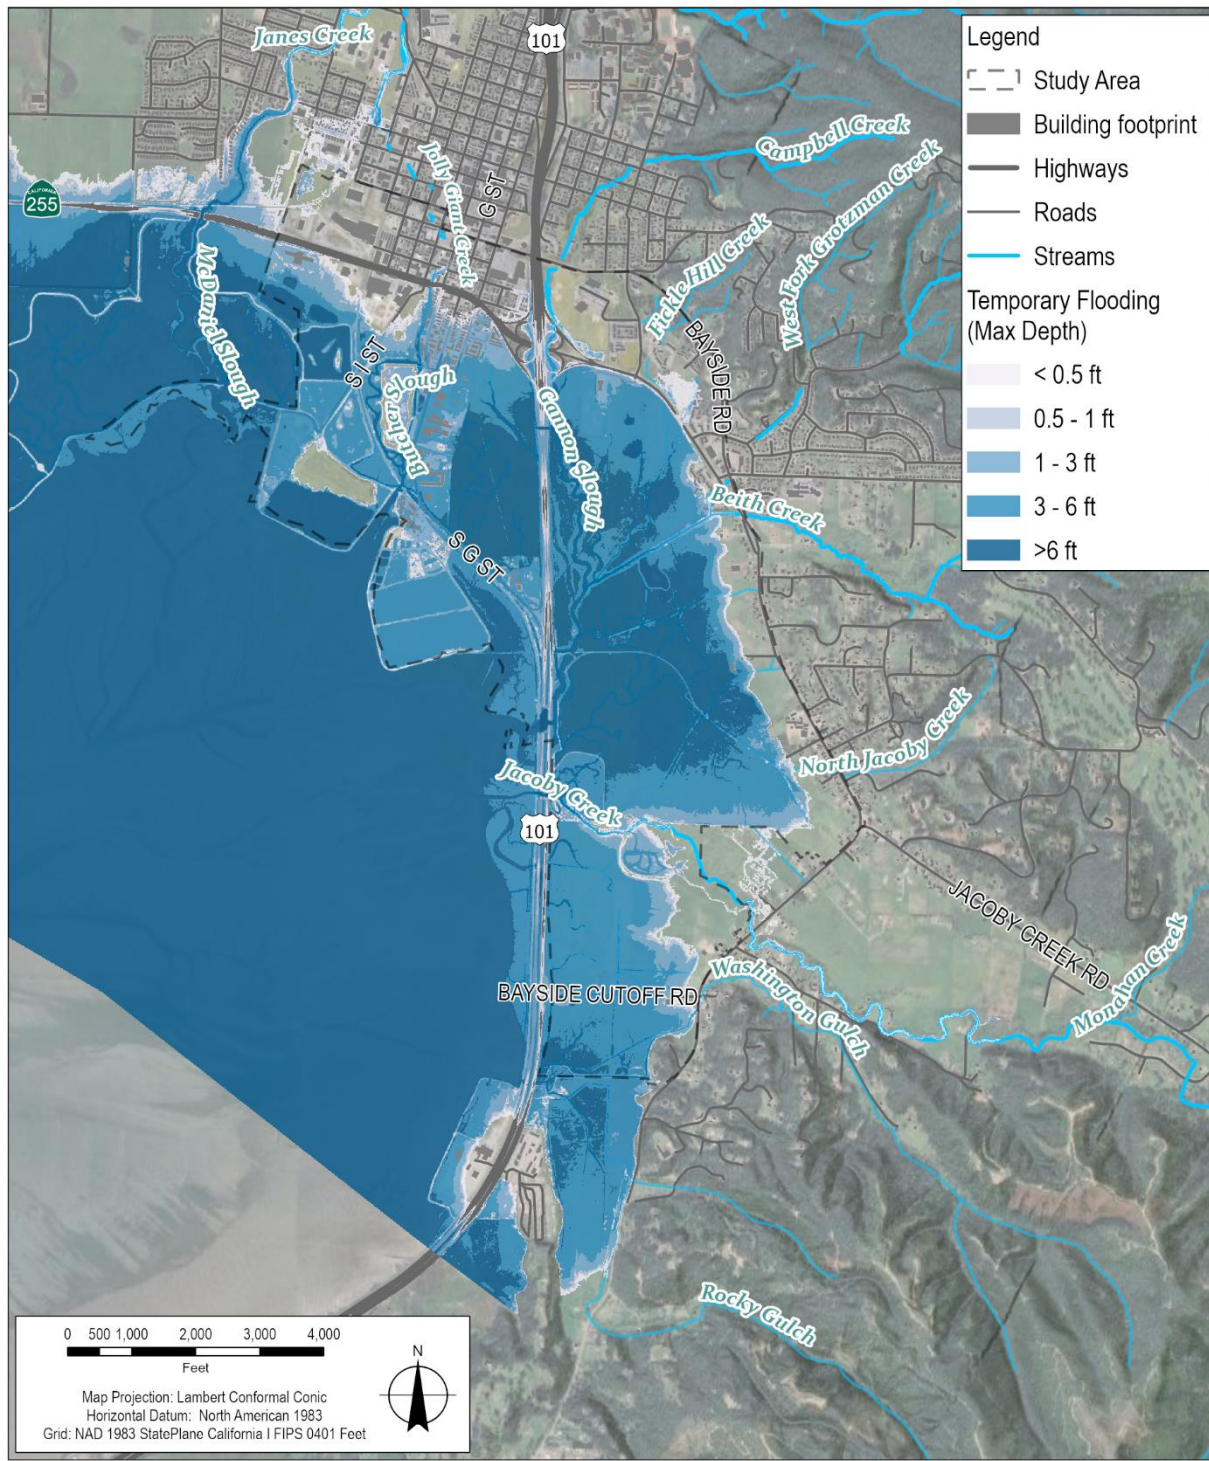 Janes Creek
101
Legend
Study Area
Building footprint
Highways
Roads
Streams
Temporary Flooding
(Max Depth)
< 0.5 ft
0.5 - 1 ft
1 - 3 ft
3 - 6 ft
>6 ft
Campbell Creek
Jolly Giant Creek
G ST
West Fork Grotzman Creek
CALIFORNIA
255
Fickle Hill Creek
McDaniel Slough
S I ST
BAYSIDE RD
Butchers Slough
Gannon Slough
Beith Creek
S G ST
North Jacoby Creek
Jacoby Creek
101
JACOBY CREEK RD
Washington Gulch
BAYSIDE CUTOFF RD
Monahan Creek
Rocky Gulch
0 500 1,000 2,000 3,000 4,000
Feet
N
Map Projection: Lambert Conformal Conic
Horizontal Datum: North American 1983
Grid: NAD 1983 StatePlane California I FIPS 0401 Feet